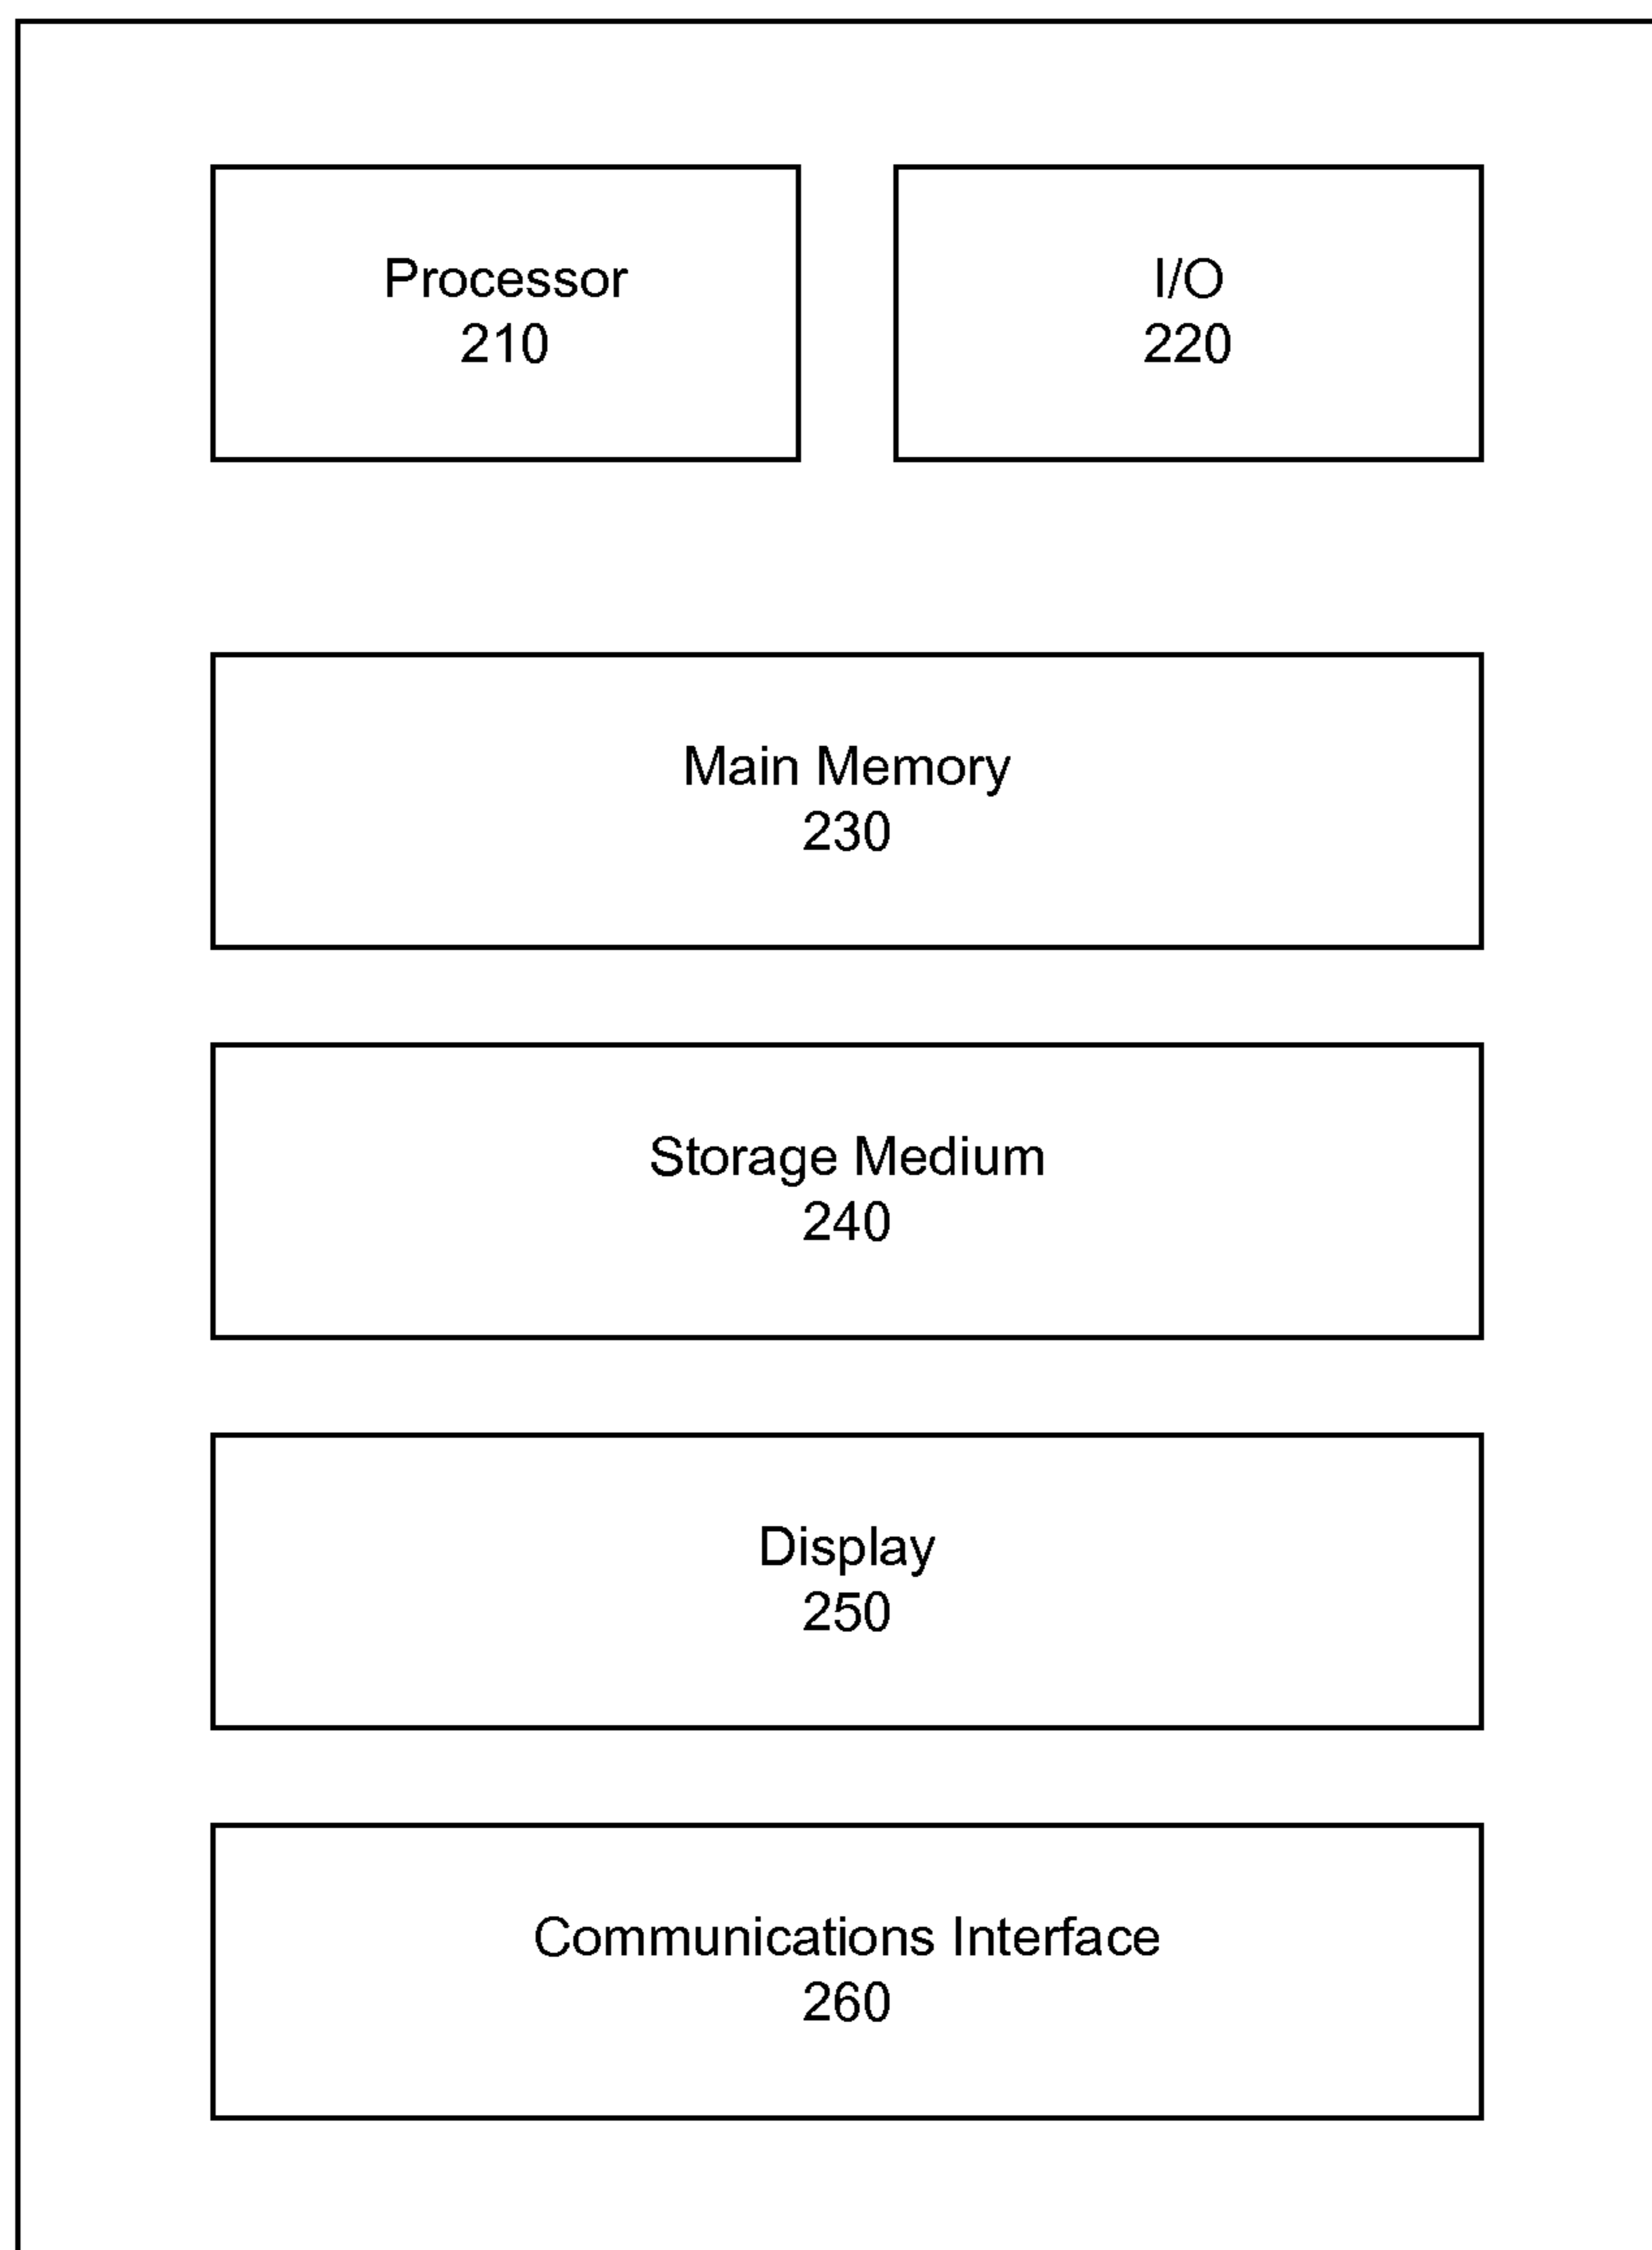 Processor
210
I/O
220
Main Memory
230
Storage Medium
240
Display
250
Communications Interface
260